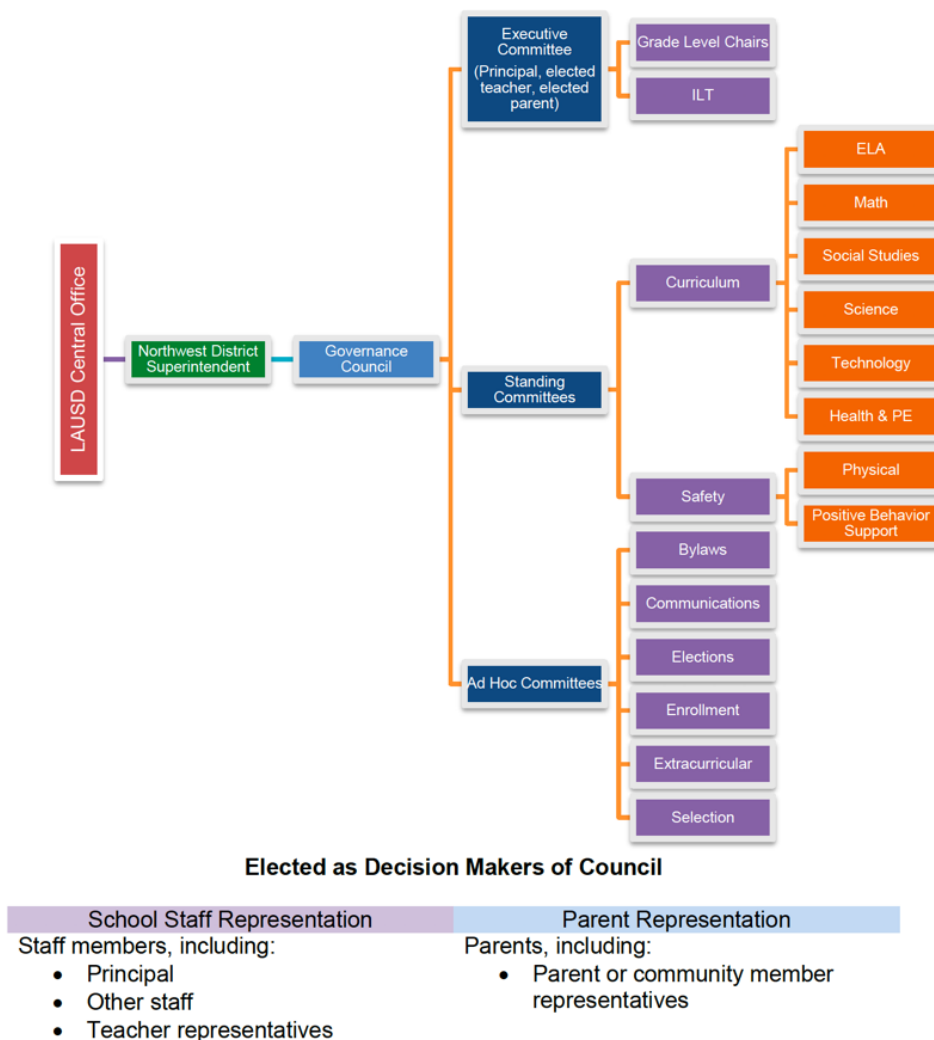 LAUSD Central Office
Northwest District
Superintendent
Governance
Council
Executive
Committee
(Principal, elected
teacher, elected
parent)
Grade Level Chairs
ILT
Standing
Committees
Curriculum
ELA
Math
Social Studies
Science
Technology
Health & PE
Safety
Physical
Positive Behavior
Support
Ad Hoc Committees
Bylaws
Communications
Elections
Enrollment
Extracurricular
Selection
Elected as Decision Makers of Council
School Staff Representation
Staff members, including:
• Principal
• Other staff
• Teacher representatives
Parent Representation
Parents, including:
• Parent or community member
representatives